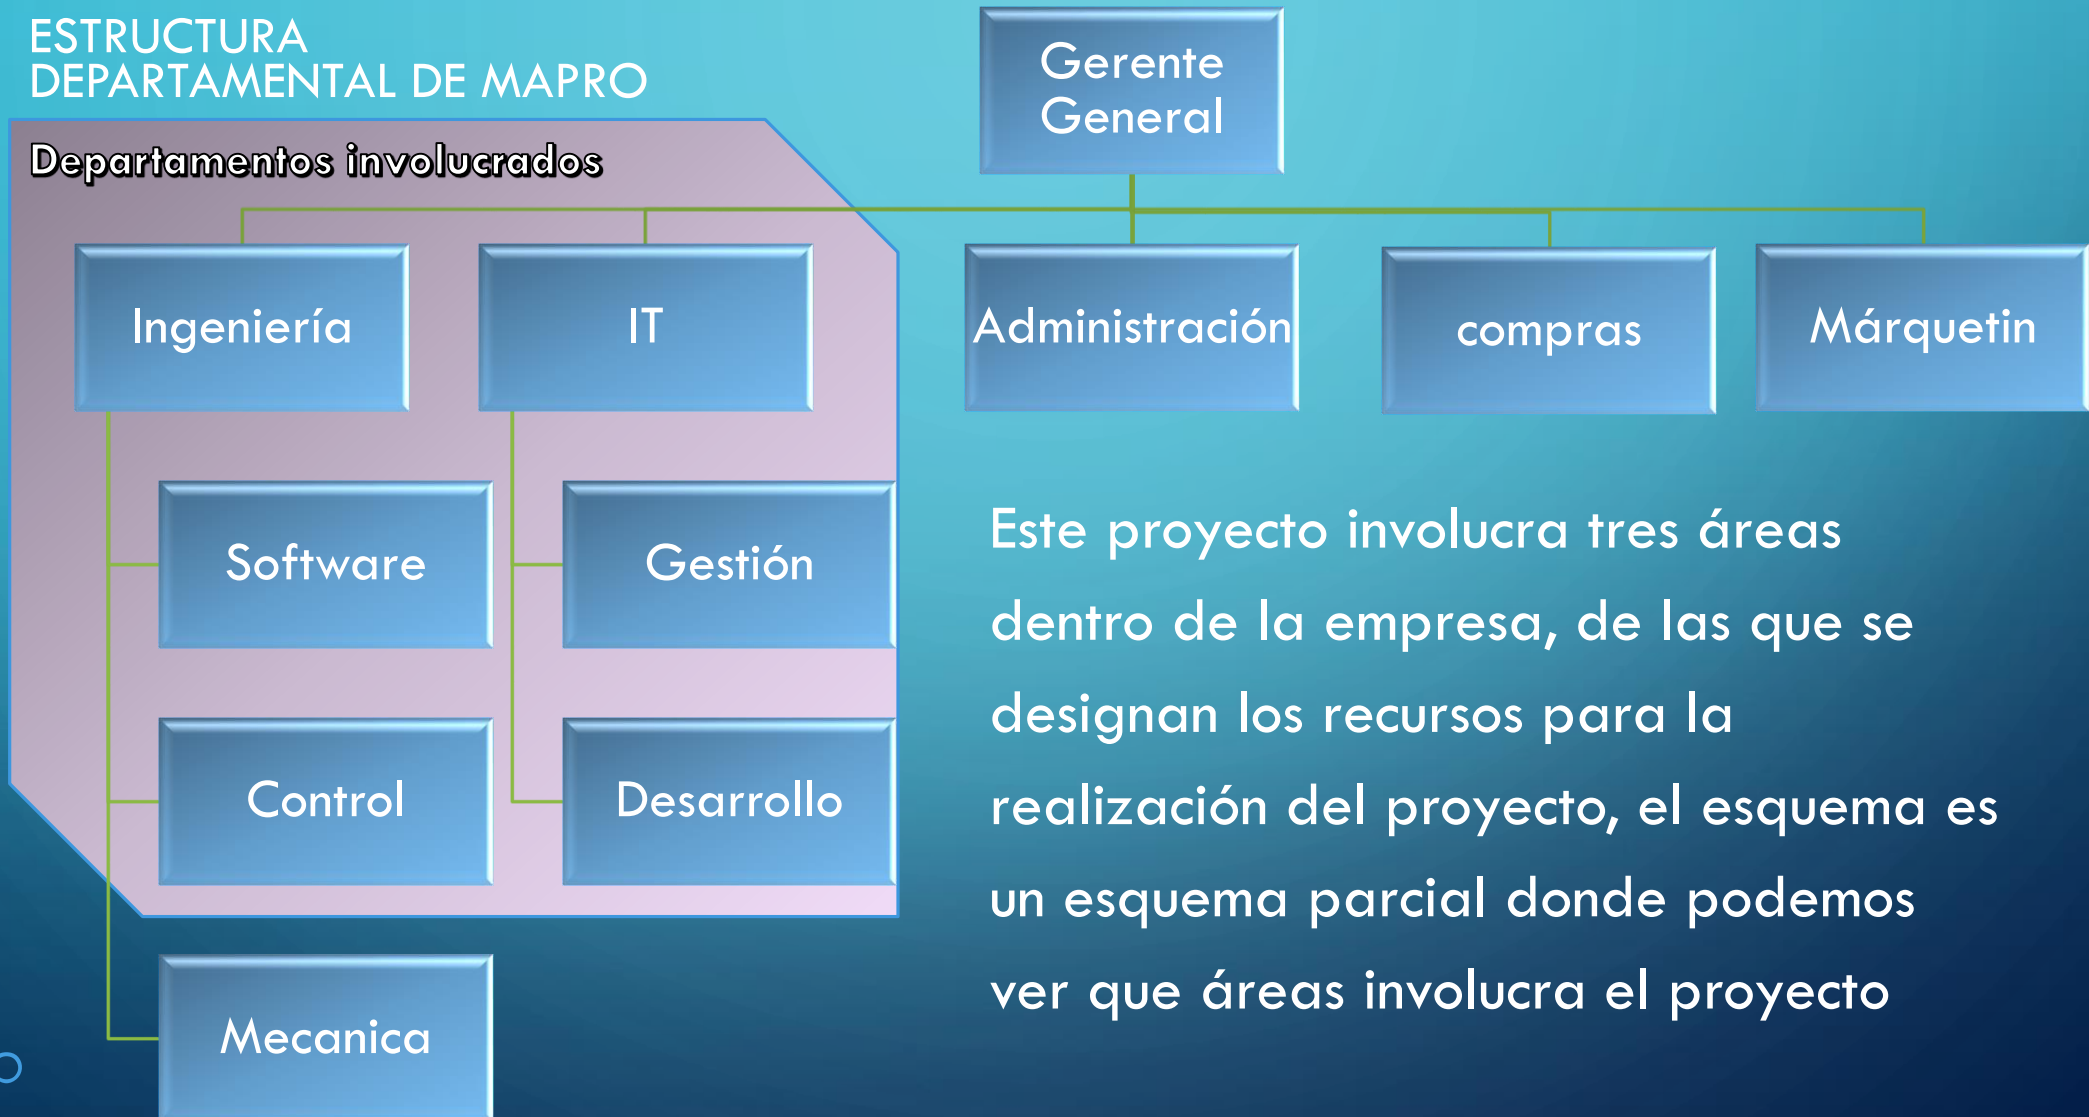 ESTRUCTURA
DEPARTAMENTAL DE MAPRO
Gerente
General
Departamentos involucrados
Ingeniería
IT
Administración
compras
Márquetin
Software
Gestión
Control
Desarrollo
Mecanica
Este proyecto involucra tres áreas
dentro de la empresa, de las que se
designan los recursos para la
realización del proyecto, el esquema es
un esquema parcial donde podemos
ver que áreas involucra el proyecto